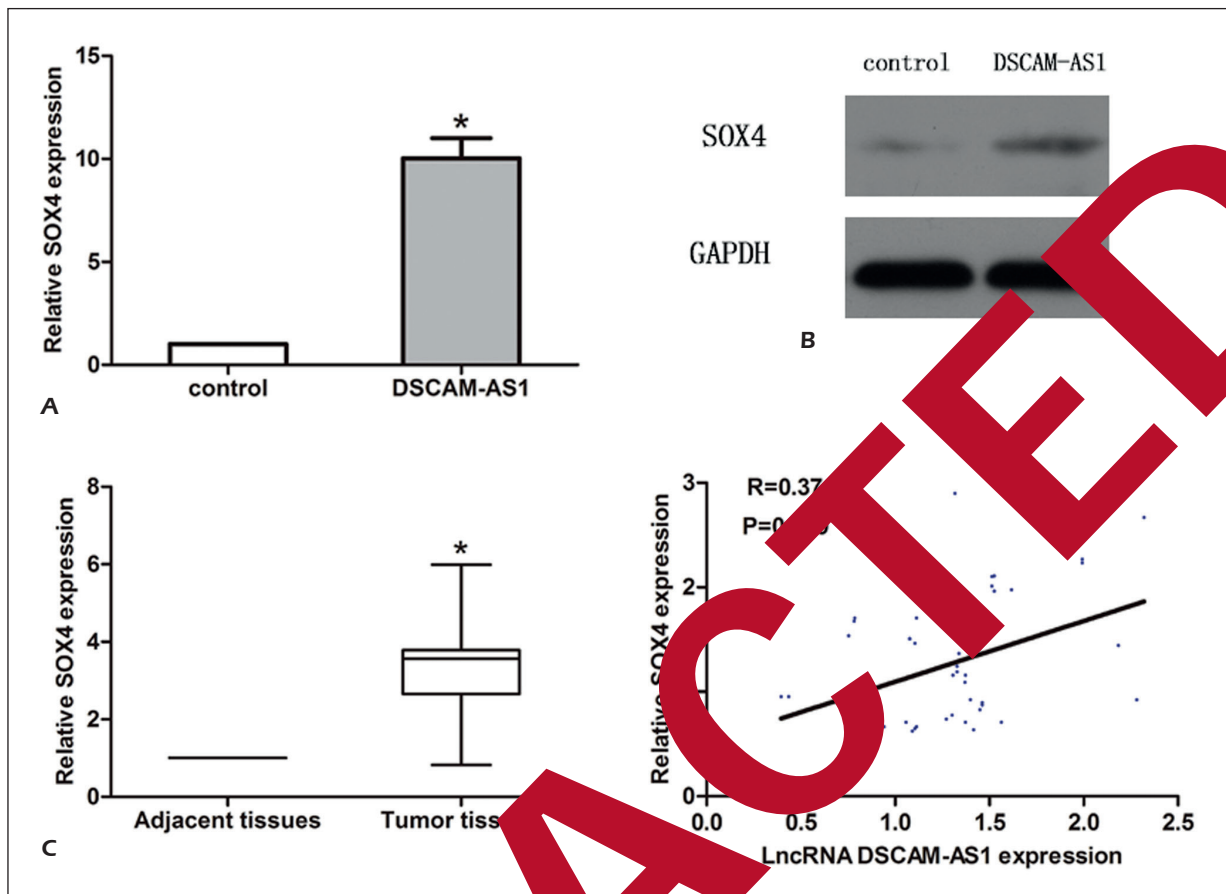 15
10
5
0
Relative SOX4 expression
*
control
DSCAM-AS1
A
control DSCAM-AS1
SOX4
GAPDH
B
8
6
4
2
0
Relative SOX4 expression
*
Adjacent tissues
Tumor
C
3
2
0
Relative SOX4 expression
R=0.37
0.0
0.5
1.0
1.5
2.0
2.5
LncRNA DSCAM-AS1 expression
ACTED